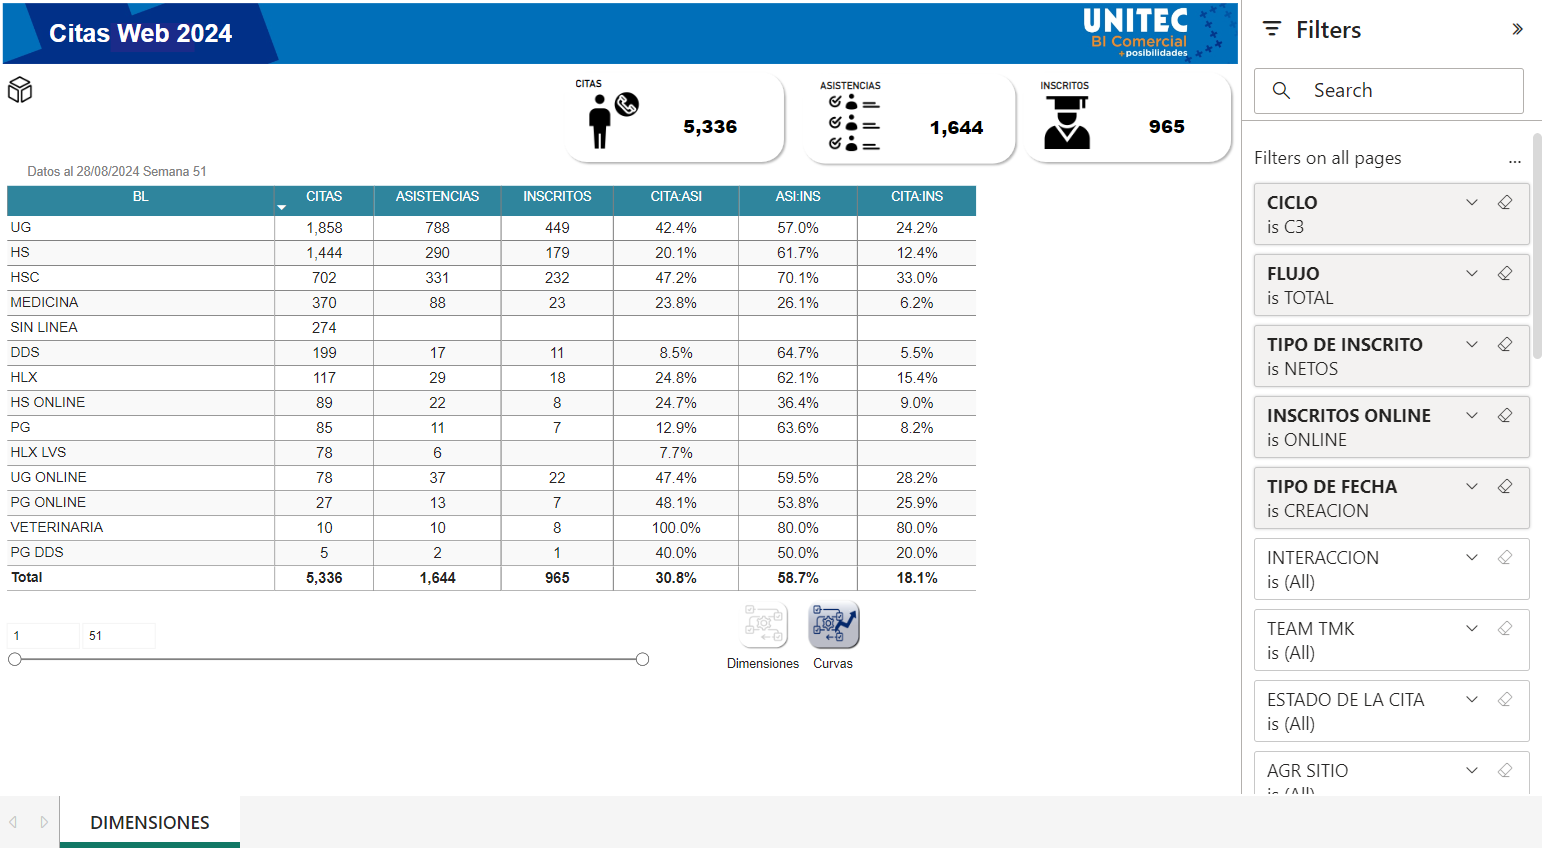 Citas Web 2024
UNITEC
BI Comercial
+posibilidades
CITAS
5,336
ASISTENCIAS
1,644
INSCRITOS
965
Datos al 28/08/2024 Semana 51
BL CITAS ASISTENCIAS INSCRITOS CITA:ASI ASI:INS CITA:INS
UG 1,858 788 449 42.4% 57.0% 24.2%
HS 1,444 290 179 20.1% 61.7% 12.4%
HSC 702 331 232 47.2% 70.1% 33.0%
MEDICINA 370 88 23 23.8% 26.1% 6.2%
SIN LINEA 274
DDS 199 17 11 8.5% 64.7% 5.5%
HLX 117 29 18 24.8% 62.1% 15.4%
HS ONLINE 89 22 8 24.7% 36.4% 9.0%
PG 85 11 7 12.9% 63.6% 8.2%
HLX LVS 78 6 7.7%
UG ONLINE 78 37 22 47.4% 59.5% 28.2%
PG ONLINE 27 13 7 48.1% 53.8% 25.9%
VETERINARIA 10 10 8 100.0% 80.0% 80.0%
PG DDS 5 2 1 40.0% 50.0% 20.0%
Total 5,336 1,644 965 30.8% 58.7% 18.1%
1 51
Dimensiones Curvas
DIMENSIONES
Filters
Search
Filters on all pages ...
CICLO
is C3
FLUJO
is TOTAL
TIPO DE INSCRITO
is NETOS
INSCRITOS ONLINE
is ONLINE
TIPO DE FECHA
is CREACION
INTERACCION
is (All)
TEAM TMK
is (All)
ESTADO DE LA CITA
is (All)
AGR SITIO
is (All)